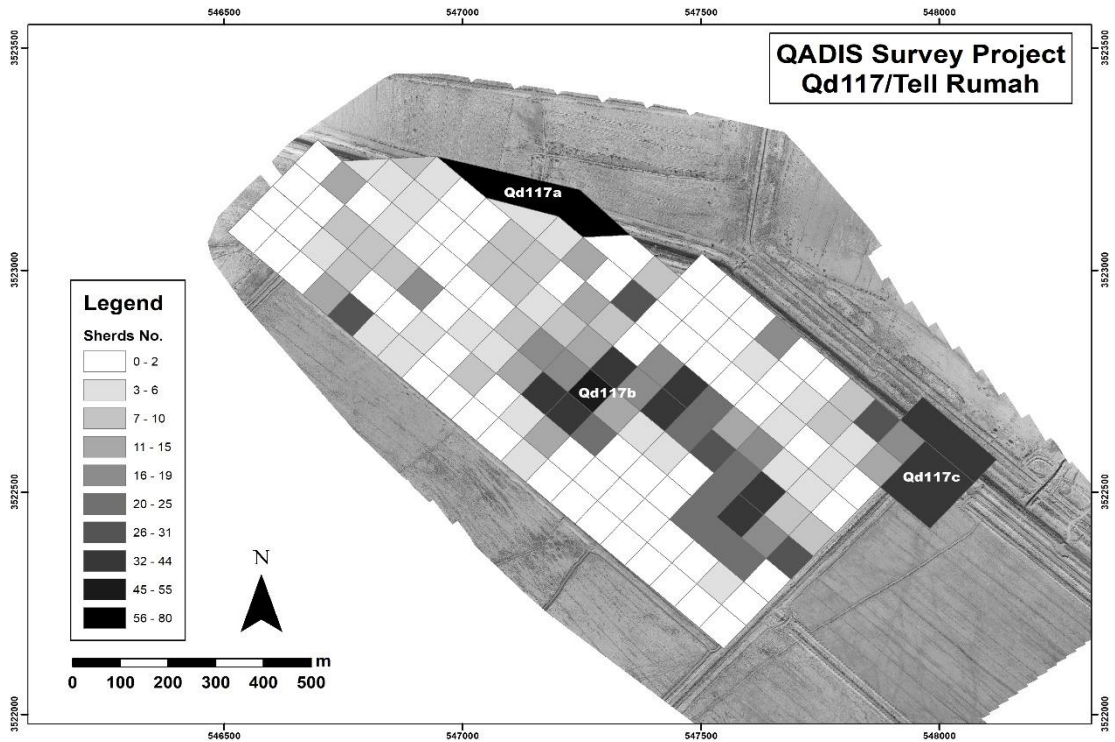 546500 547000 547500 548000
3523500 3523500
QADIS Survey Project
Qd117/Tell Rumah
Qd117a
3523000 3523000
Legend
Sherds No.
0 - 2
3 - 6
7 - 10
11 - 15
16 - 19
20 - 25
26 - 31
32 - 44
45 - 55
56 - 80
Qd117b
Qd117c
3522500 3522500
N
m
0 100 200 300 400 500
3522000 3522000
546500 547000 547500 548000